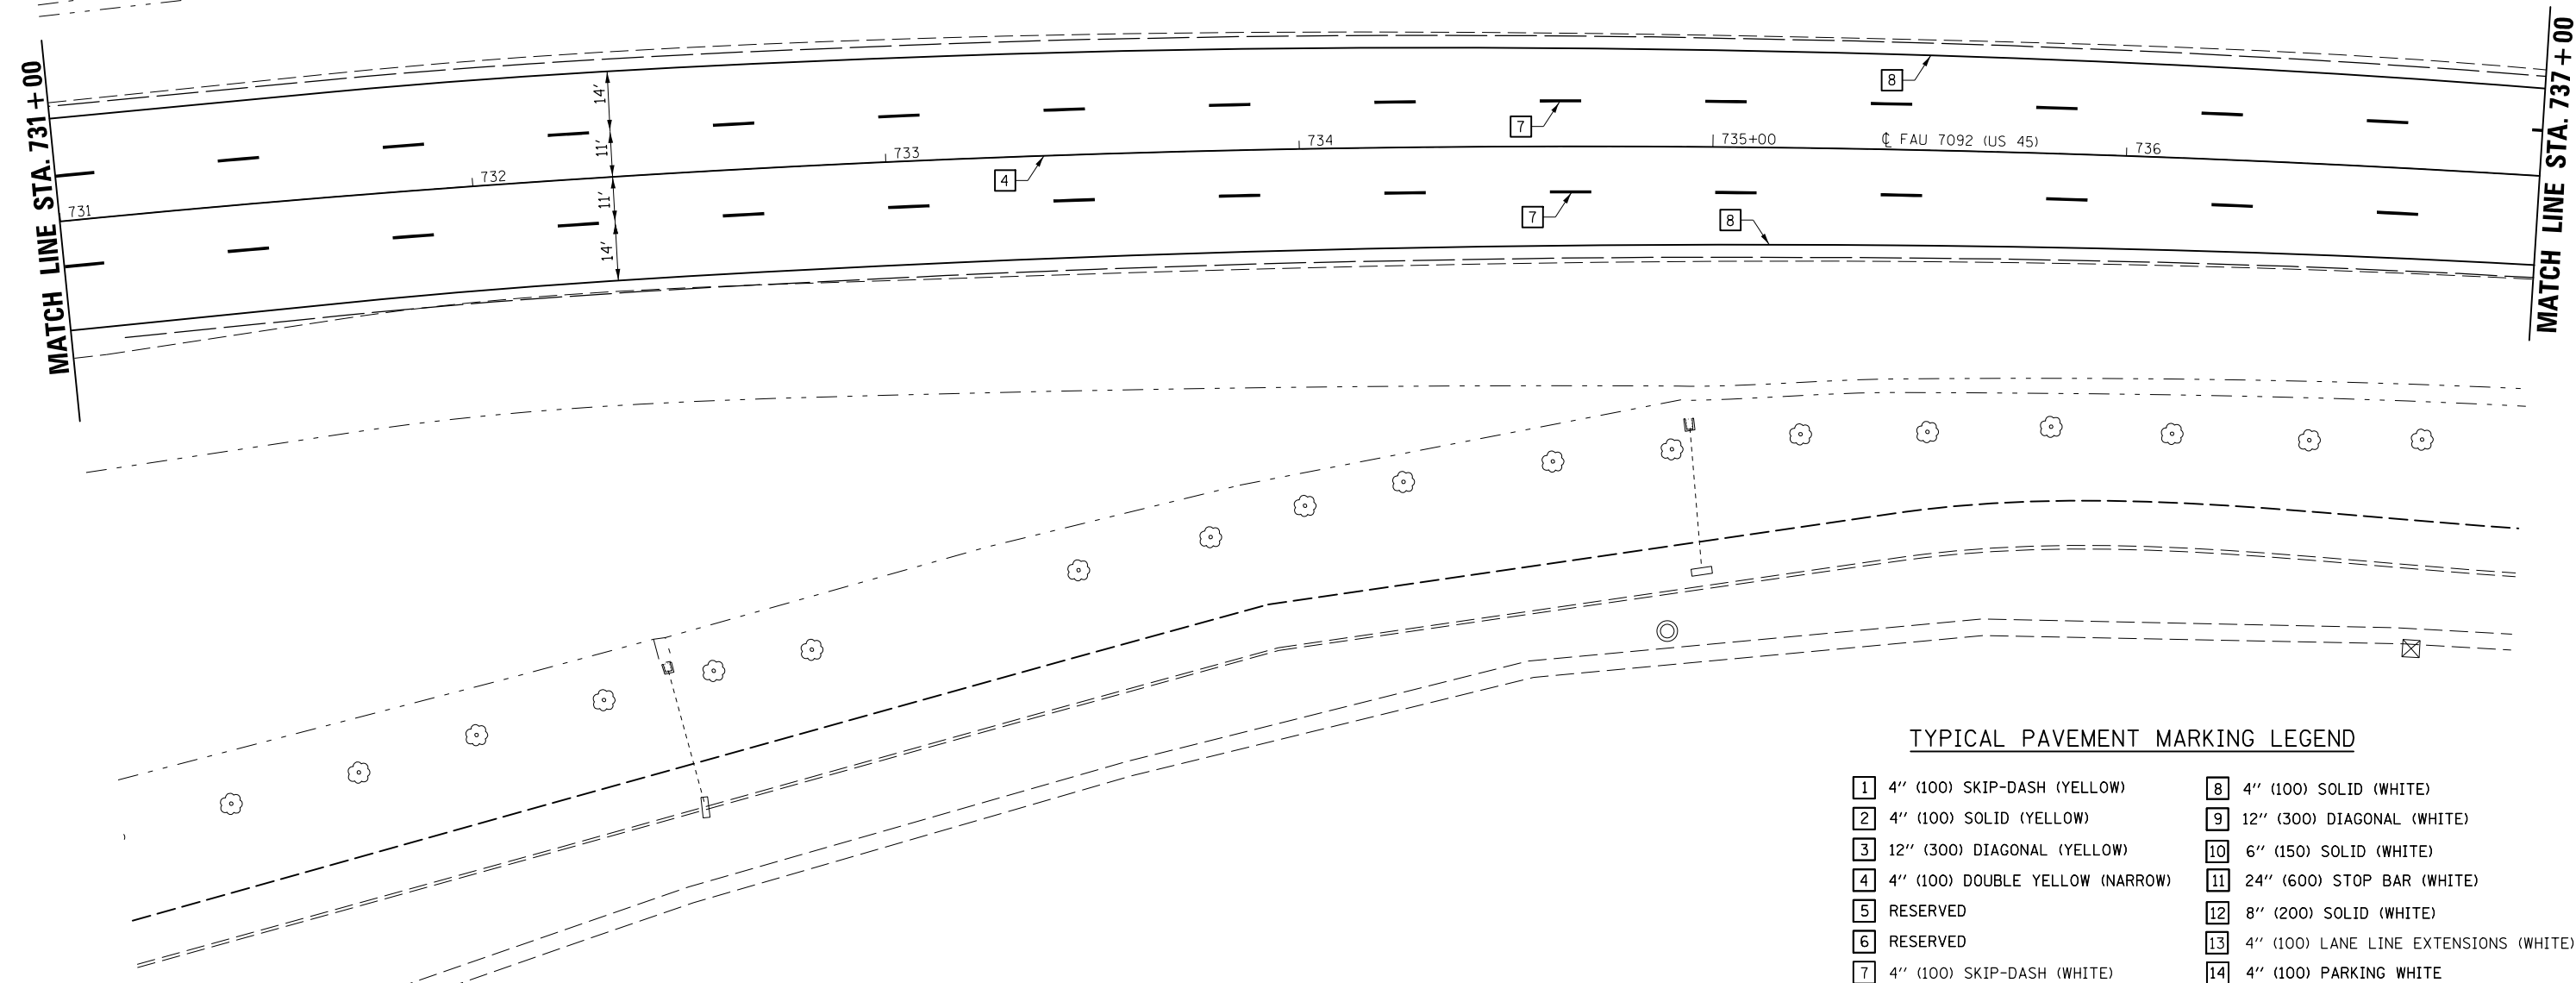 MATCH LINE STA. 731+00
MATCH LINE STA. 737+00
8
14'
7
11'
733
734
735+00
℄ FAU 7092 (US 45)
736
732
4
11'
731
7
8
14'
TYPICAL PAVEMENT MARKING LEGEND
1 4" (100) SKIP-DASH (YELLOW)
2 4" (100) SOLID (YELLOW)
3 12" (300) DIAGONAL (YELLOW)
4 4" (100) DOUBLE YELLOW (NARROW)
5 RESERVED
6 RESERVED
7 4" (100) SKIP-DASH (WHITE)
8 4" (100) SOLID (WHITE)
9 12" (300) DIAGONAL (WHITE)
10 6" (150) SOLID (WHITE)
11 24" (600) STOP BAR (WHITE)
12 8" (200) SOLID (WHITE)
13 4" (100) LANE LINE EXTENSIONS (WHITE)
14 4" (100) PARKING WHITE